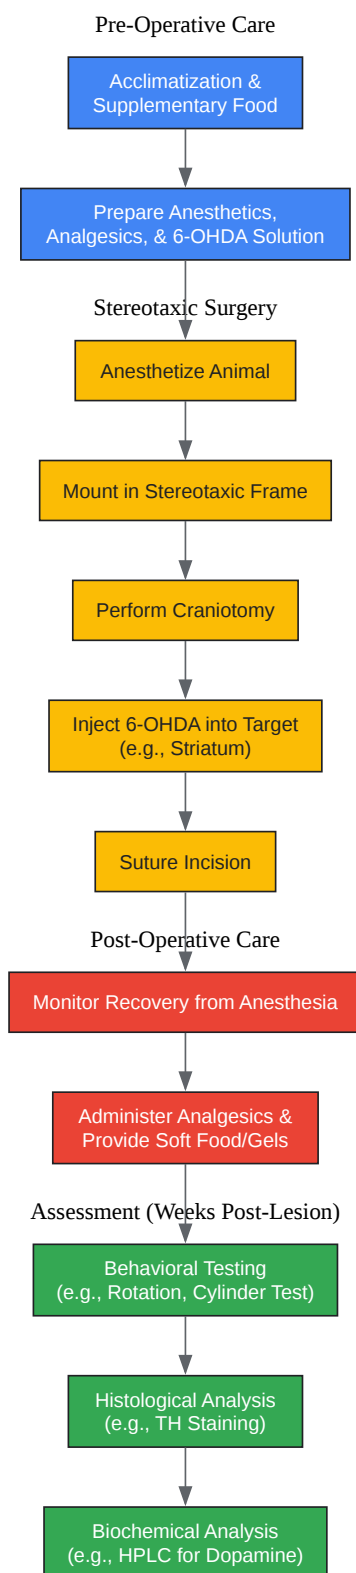 Pre-Operative Care
Acclimatization &
Supplementary Food
Prepare Anesthetics,
Analgesics, & 6-OHDA Solution
Stereotaxic Surgery
Anesthetize Animal
Mount in Stereotaxic Frame
Perform Craniotomy
Inject 6-OHDA into Target
(e.g., Striatum)
Suture Incision
Post-Operative Care
Monitor Recovery from Anesthesia
Administer Analgesics &
Provide Soft Food/Gels
Assessment (Weeks Post-Lesion)
Behavioral Testing
(e.g., Rotation, Cylinder Test)
Histological Analysis
(e.g., TH Staining)
Biochemical Analysis
(e.g., HPLC for Dopamine)